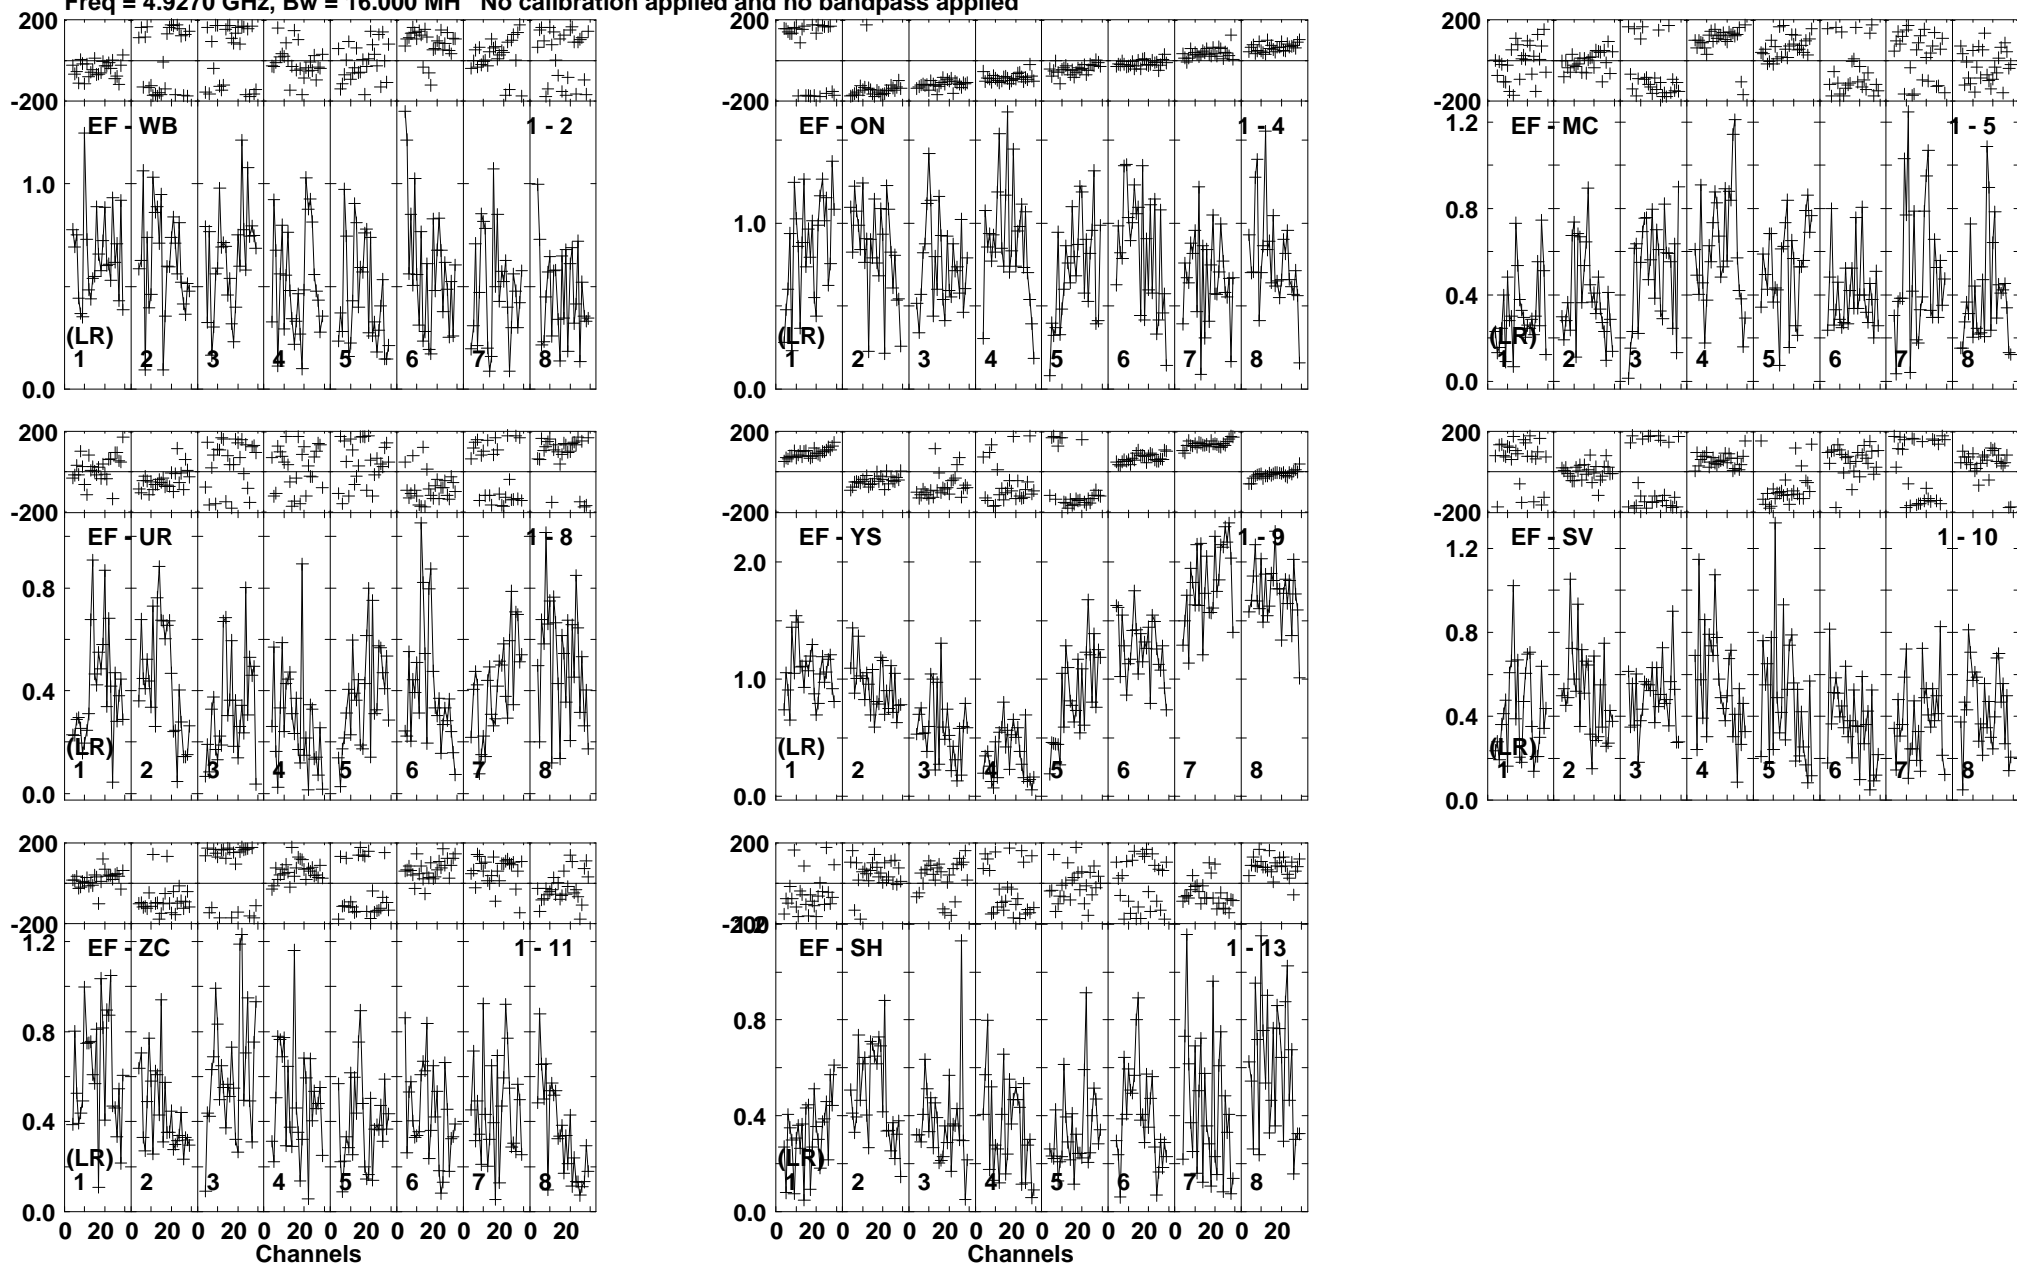 Freq = 4.9270 GHz, Bw = 16.000 MH No calibration applied and no bandpass applied
200
-200
EF - WB 1 - 2
1.0
(LR)
1 2 3 4 5 6 7 8
0.0
200
-200
EF - ON 1 - 4
1.0
(LR)
1 2 3 4 5 6 7 8
0.0
200
-200
1.2
EF - MC 1 - 5
0.8
0.4
(LR)
1 2 3 4 5 6 7 8
0.0
200
-200
EF - UR 1 - 8
0.8
0.4
(LR)
1 2 3 4 5 6 7 8
0.0
200
-200
EF - YS 1 - 9
2.0
1.0
(LR)
1 2 3 4 5 6 7 8
0.0
200
-200
EF - SV 1 - 10
1.2
0.8
0.4
(LR)
1 2 3 4 5 6 7 8
0.0
200
-200
1.2
EF - ZC 1 - 11
0.8
0.4
(LR)
1 2 3 4 5 6 7 8
0.0
0 20 0 20 0 20 0 20 0 20 0 20 0 20 0 20
Channels
200
-200
1.2
EF - SH 1 - 13
0.8
0.4
(LR)
1 2 3 4 5 6 7 8
0.0
0 20 0 20 0 20 0 20 0 20 0 20 0 20 0 20
Channels